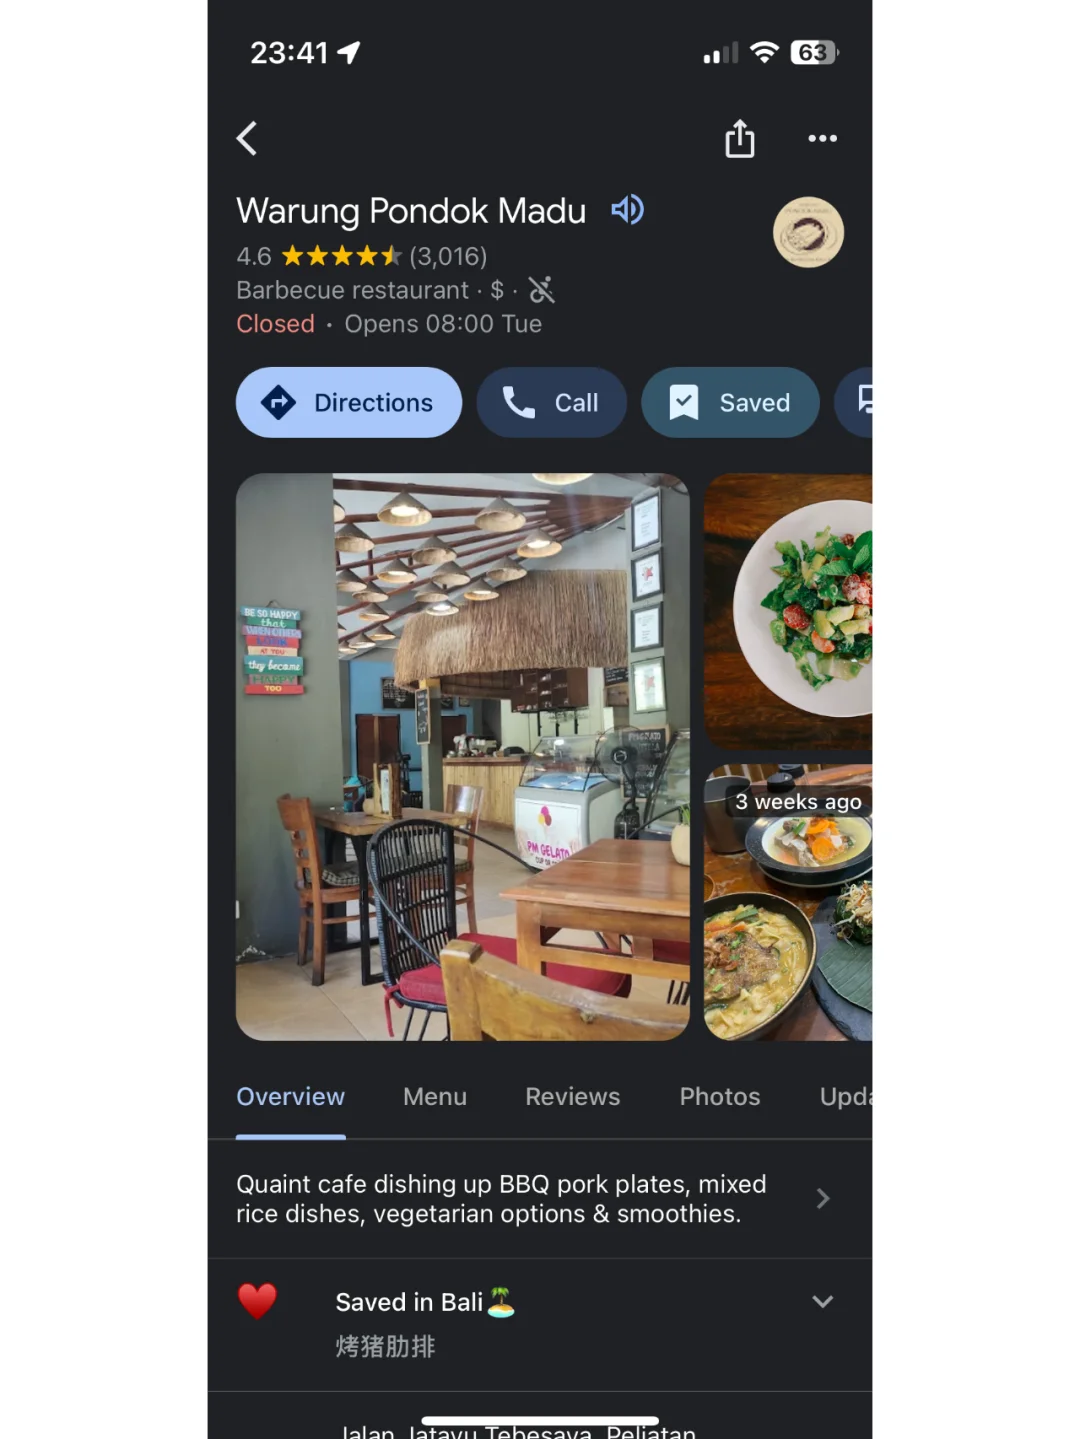 23:41
63
Warung Pondok Madu
4.6 (3,016)
Barbecue restaurant · $ ·
Closed · Opens 08:00 Tue
Directions
Call
Saved
BE SO HAPPY
that
WHEN OTHERS
LOOK
AT YOU
they become
HAPPY
TOO
PM GELATO
3 weeks ago
Overview
Menu
Reviews
Photos
Upda
Quaint cafe dishing up BBQ pork plates, mixed
rice dishes, vegetarian options & smoothies.
Saved in Bali🏝️
烤猪肋排
Jalan. Jatayu Tebesaya, Peliatan